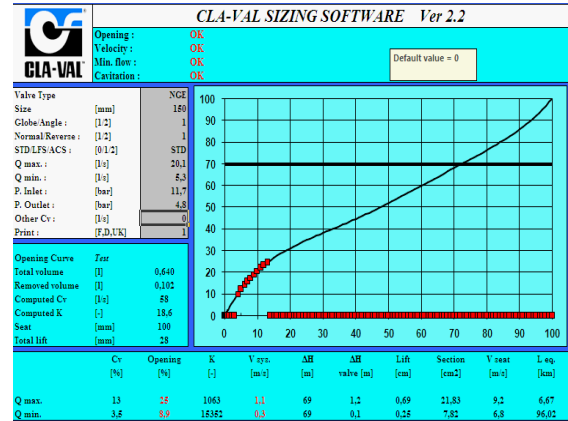 CLA-VAL SIZING SOFTWARE Ver 2.2
CLA-VAL
Opening : OK
Velocity : OK
Min. flow : OK
Cavitation : OK
Default value = 0
Valve Type NGE
Size [mm] 150
Globe/Angle : [1/2] 1
Normal/Reverse : [1/2] 1
STD/LFS/ACS : [0/1/2] STD
Q max. : [l/s] 20,1
Q min. : [l/s] 5,3
P. Inlet : [bar] 11,7
P. Outlet : [bar] 4,8
Other Cv : [l/s] 0
Print : [F,D,UK] 1
Opening Curve Test
Total volume [l] 0,640
Removed volume [l] 0,102
Computed Cv [l/s] 58
Computed K [-] 18,6
Seat [mm] 100
Total lift [mm] 28
100
90
80
70
60
50
40
30
20
10
0
0 10 20 30 40 50 60 70 80 90 100
Cv Opening K V sys. ΔH ΔH Lift Section V seat L eq.
[%] [%] [-] [m/s] [m] valve [m] [cm] [cm2] [m/s] [km]
Q max. 13 25 1063 1,1 69 1,2 0,69 21,83 9,2 6,67
Q min. 3,5 8,9 15352 0,3 69 0,1 0,25 7,82 6,8 96,02